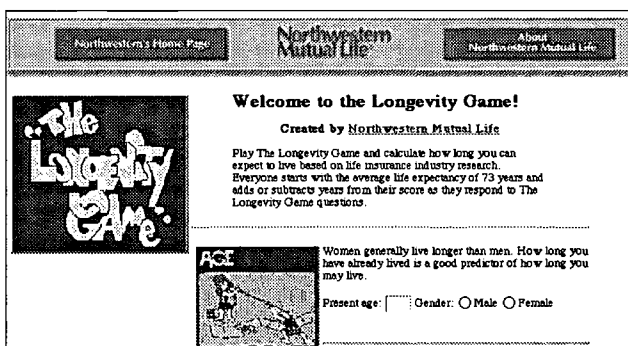 Northwestern's Home Page
Northwestern
Mutual Life
About
Northwestern Mutual Life
The
Longevity
Game
Welcome to the Longevity Game!
Created by Northwestern Mutual Life
Play The Longevity Game and calculate how long you can
expect to live based on life insurance industry research.
Everyone starts with the average life expectancy of 73 years and
adds or subtracts years from their score as they respond to The
Longevity Game questions.
AGE
Women generally live longer than men. How long you
have already lived is a good predictor of how long you
may live.
Present age: Gender: Male Female